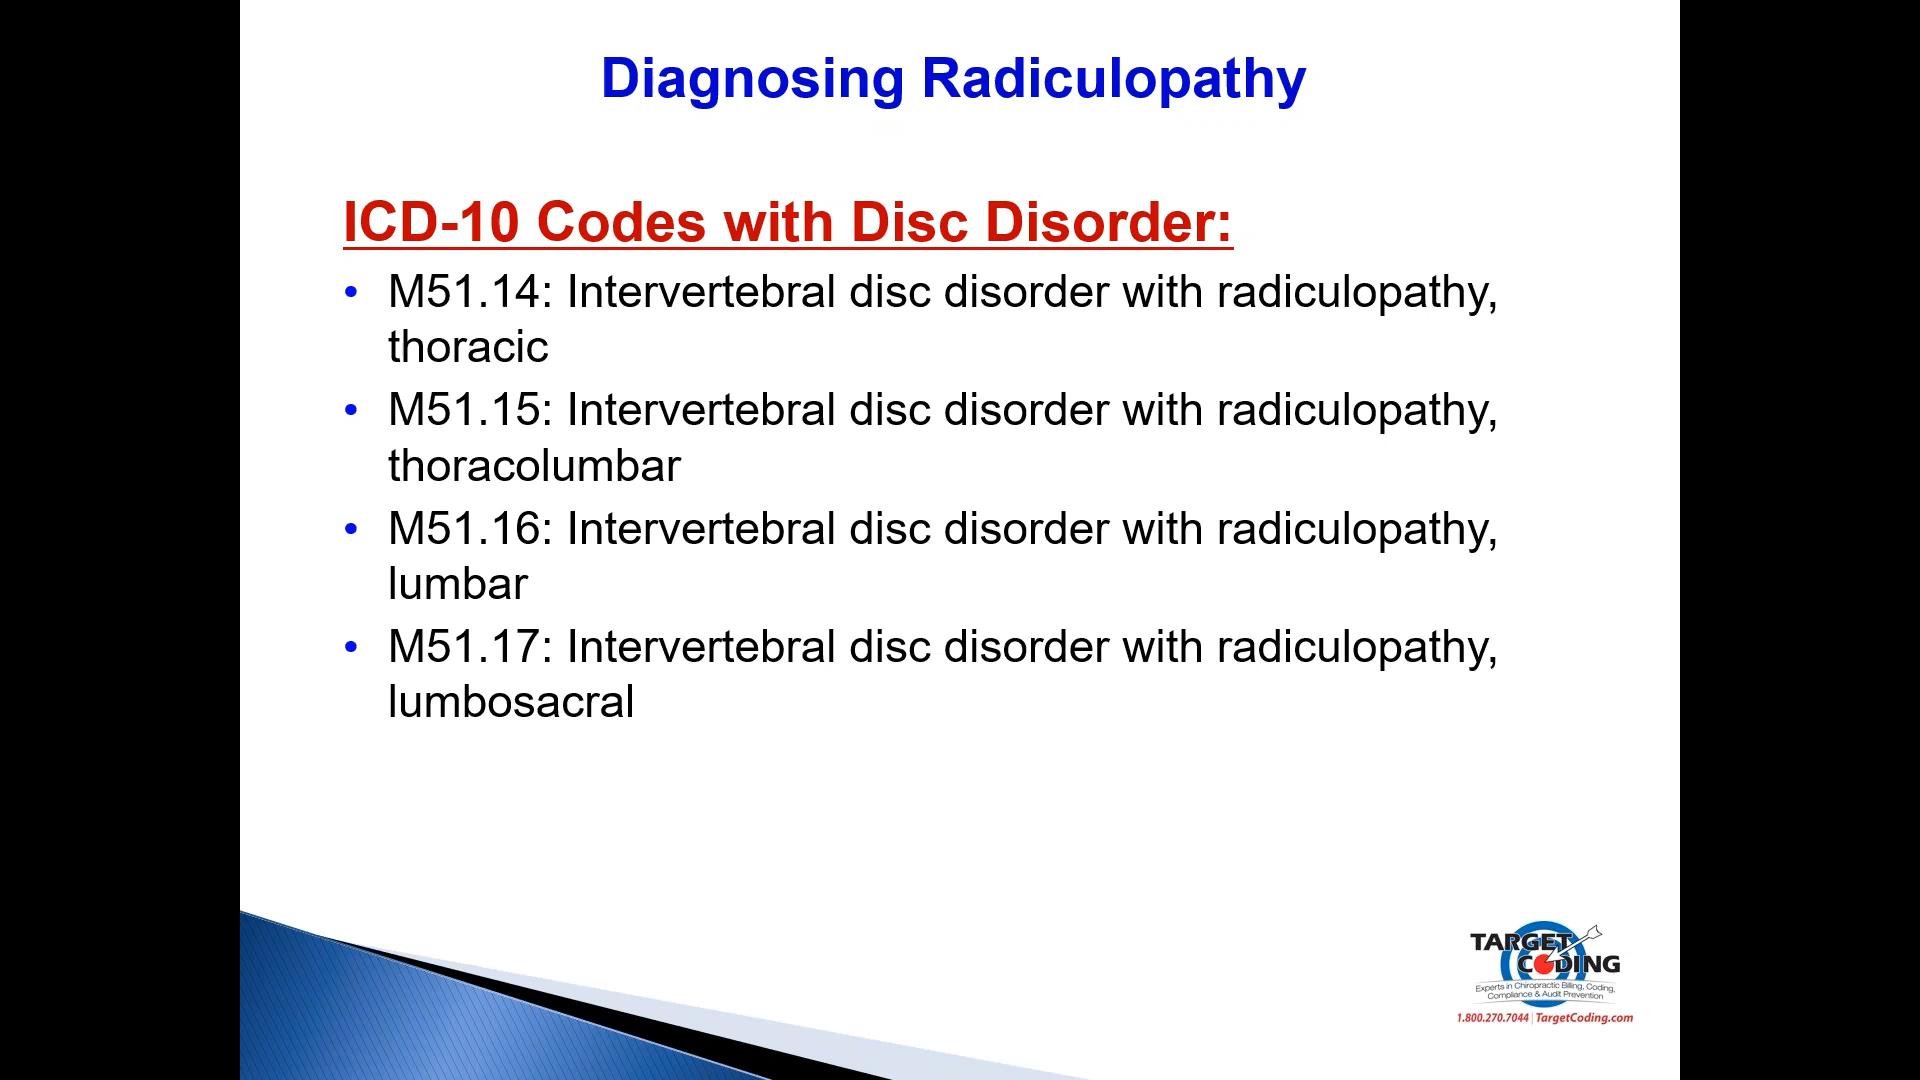 Diagnosing Radiculopathy
ICD-10 Codes with Disc Disorder:
• M51.14: Intervertebral disc disorder with radiculopathy,
thoracic
• M51.15: Intervertebral disc disorder with radiculopathy,
thoracolumbar
• M51.16: Intervertebral disc disorder with radiculopathy,
lumbar
• M51.17: Intervertebral disc disorder with radiculopathy,
lumbosacral
TARGET
CODING
Experts in Chiropractic Billing, Coding,
Compliance & Audit Prevention
1.800.270.7044 | TargetCoding.com